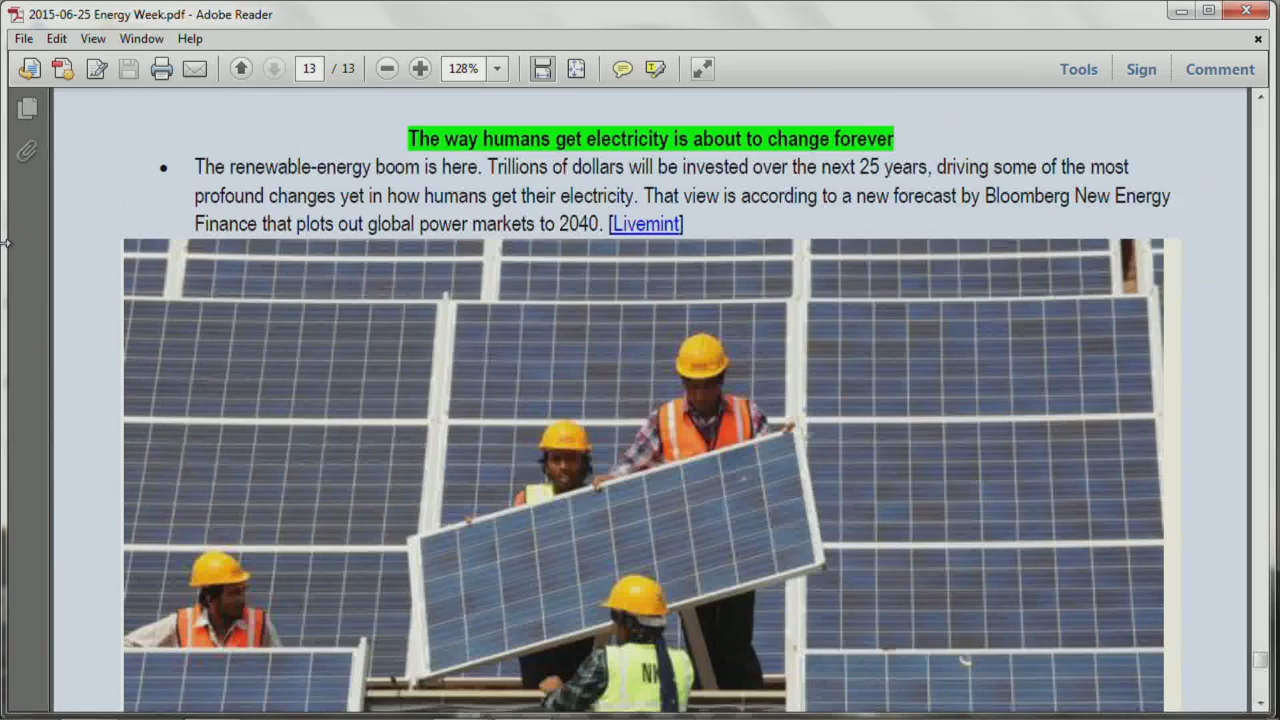 2015-06-25 Energy Week.pdf - Adobe Reader
File Edit View Window Help
13 / 13 128% Tools Sign Comment
The way humans get electricity is about to change forever
• The renewable-energy boom is here. Trillions of dollars will be invested over the next 25 years, driving some of the most
profound changes yet in how humans get their electricity. That view is according to a new forecast by Bloomberg New Energy
Finance that plots out global power markets to 2040. [Livemint]